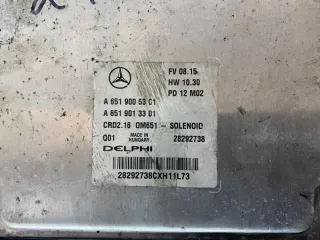 FV 08.15
HW 10.30
PD 12 M02
A 651 900 53 01
A 651 901 33 01
CRD2.16 OM651 - SOLENOID
Q01 MADE IN HUNGARY 28292738
DELPHI
28292738CXH11L73